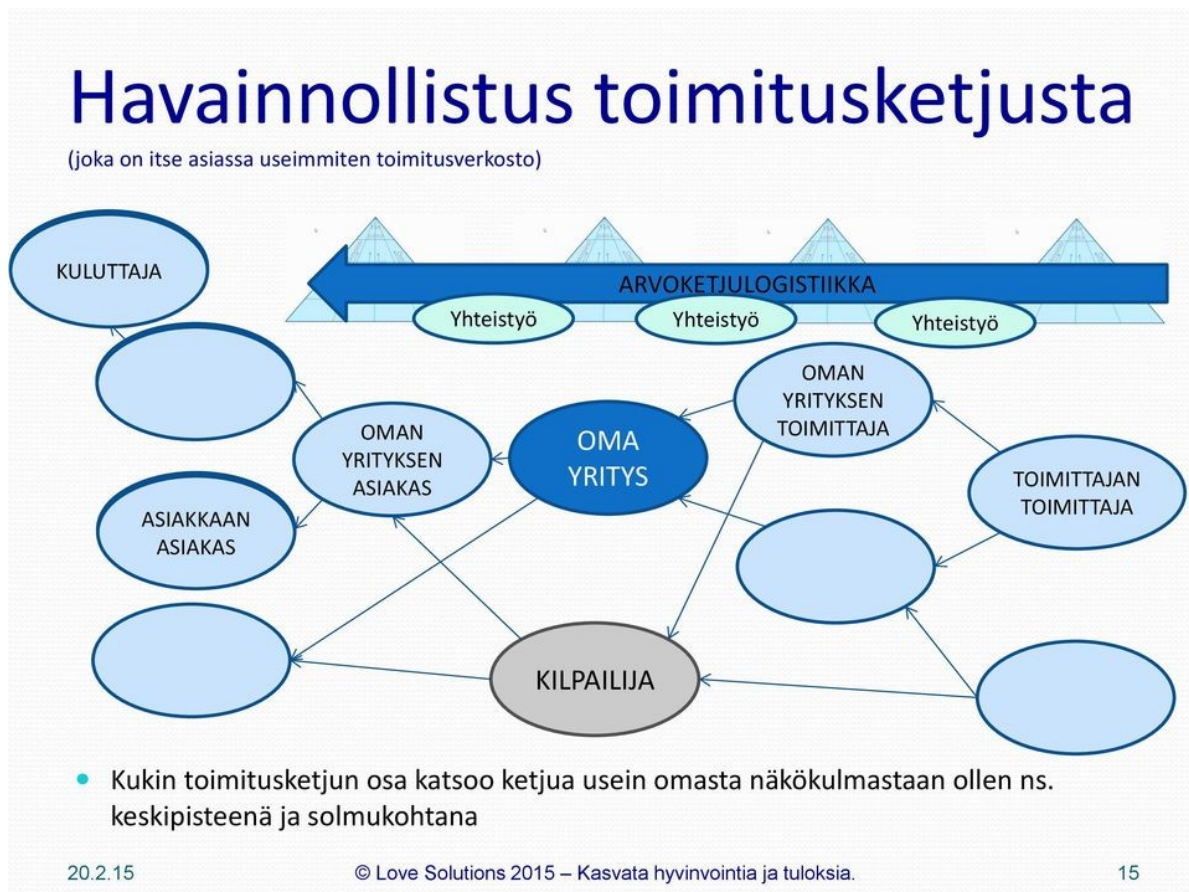 Havainnollistus toimitusketjusta
(joka on itse asiassa useimmiten toimitusverkosto)
KULUTTAJA
ARVOKETJULOGISTIIKKA
Yhteistyö
Yhteistyö
Yhteistyö
OMAN
YRITYKSEN
TOIMITTAJA
OMAN
YRITYKSEN
ASIAKAS
OMA
YRITYS
TOIMITTAJAN
TOIMITTAJA
ASIAKKAAN
ASIAKAS
KILPAILIJA
• Kukin toimitusketjun osa katsoo ketjua usein omasta näkökulmastaan ollen ns.
keskipisteenä ja solmukohtana
20.2.15
© Love Solutions 2015 – Kasvata hyvinvointia ja tuloksia.
15